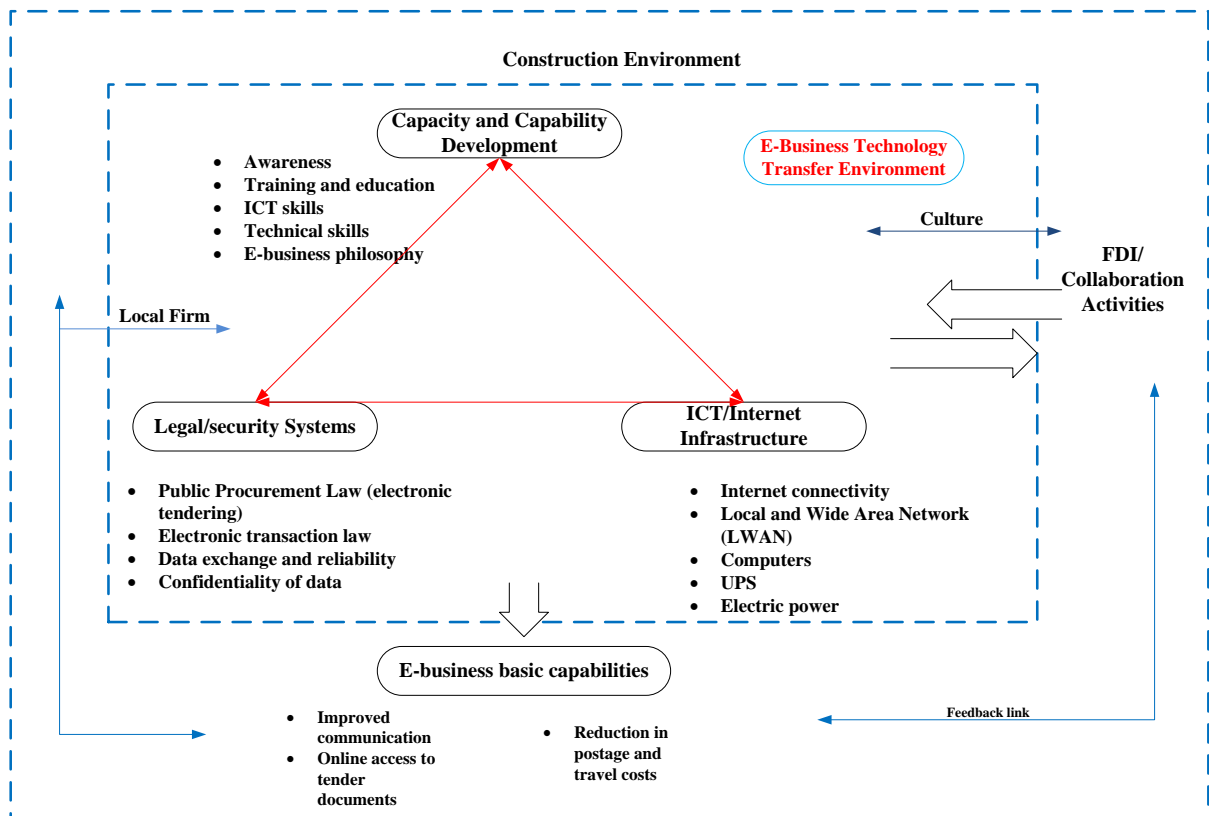 Construction Environment
Capacity and Capability
Development
E-Business Technology
Transfer Environment
• Awareness
• Training and education
• ICT skills
• Technical skills
• E-business philosophy
Culture
FDI/
Collaboration
Activities
Local Firm
Legal/security Systems
ICT/Internet
Infrastructure
• Public Procurement Law (electronic
tendering)
• Electronic transaction law
• Data exchange and reliability
• Confidentiality of data
• Internet connectivity
• Local and Wide Area Network
(LWAN)
• Computers
• UPS
• Electric power
E-business basic capabilities
• Improved
communication
• Online access to
tender
documents
• Reduction in
postage and
travel costs
Feedback link